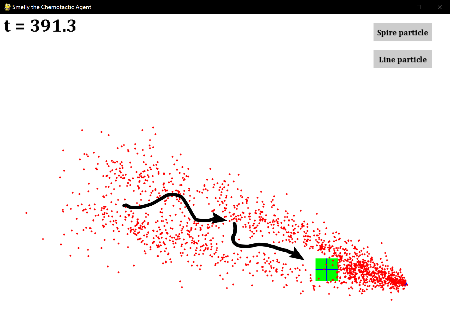 Smelly the Chemotactic Agent
t = 391.3
Spire particle
Line particle